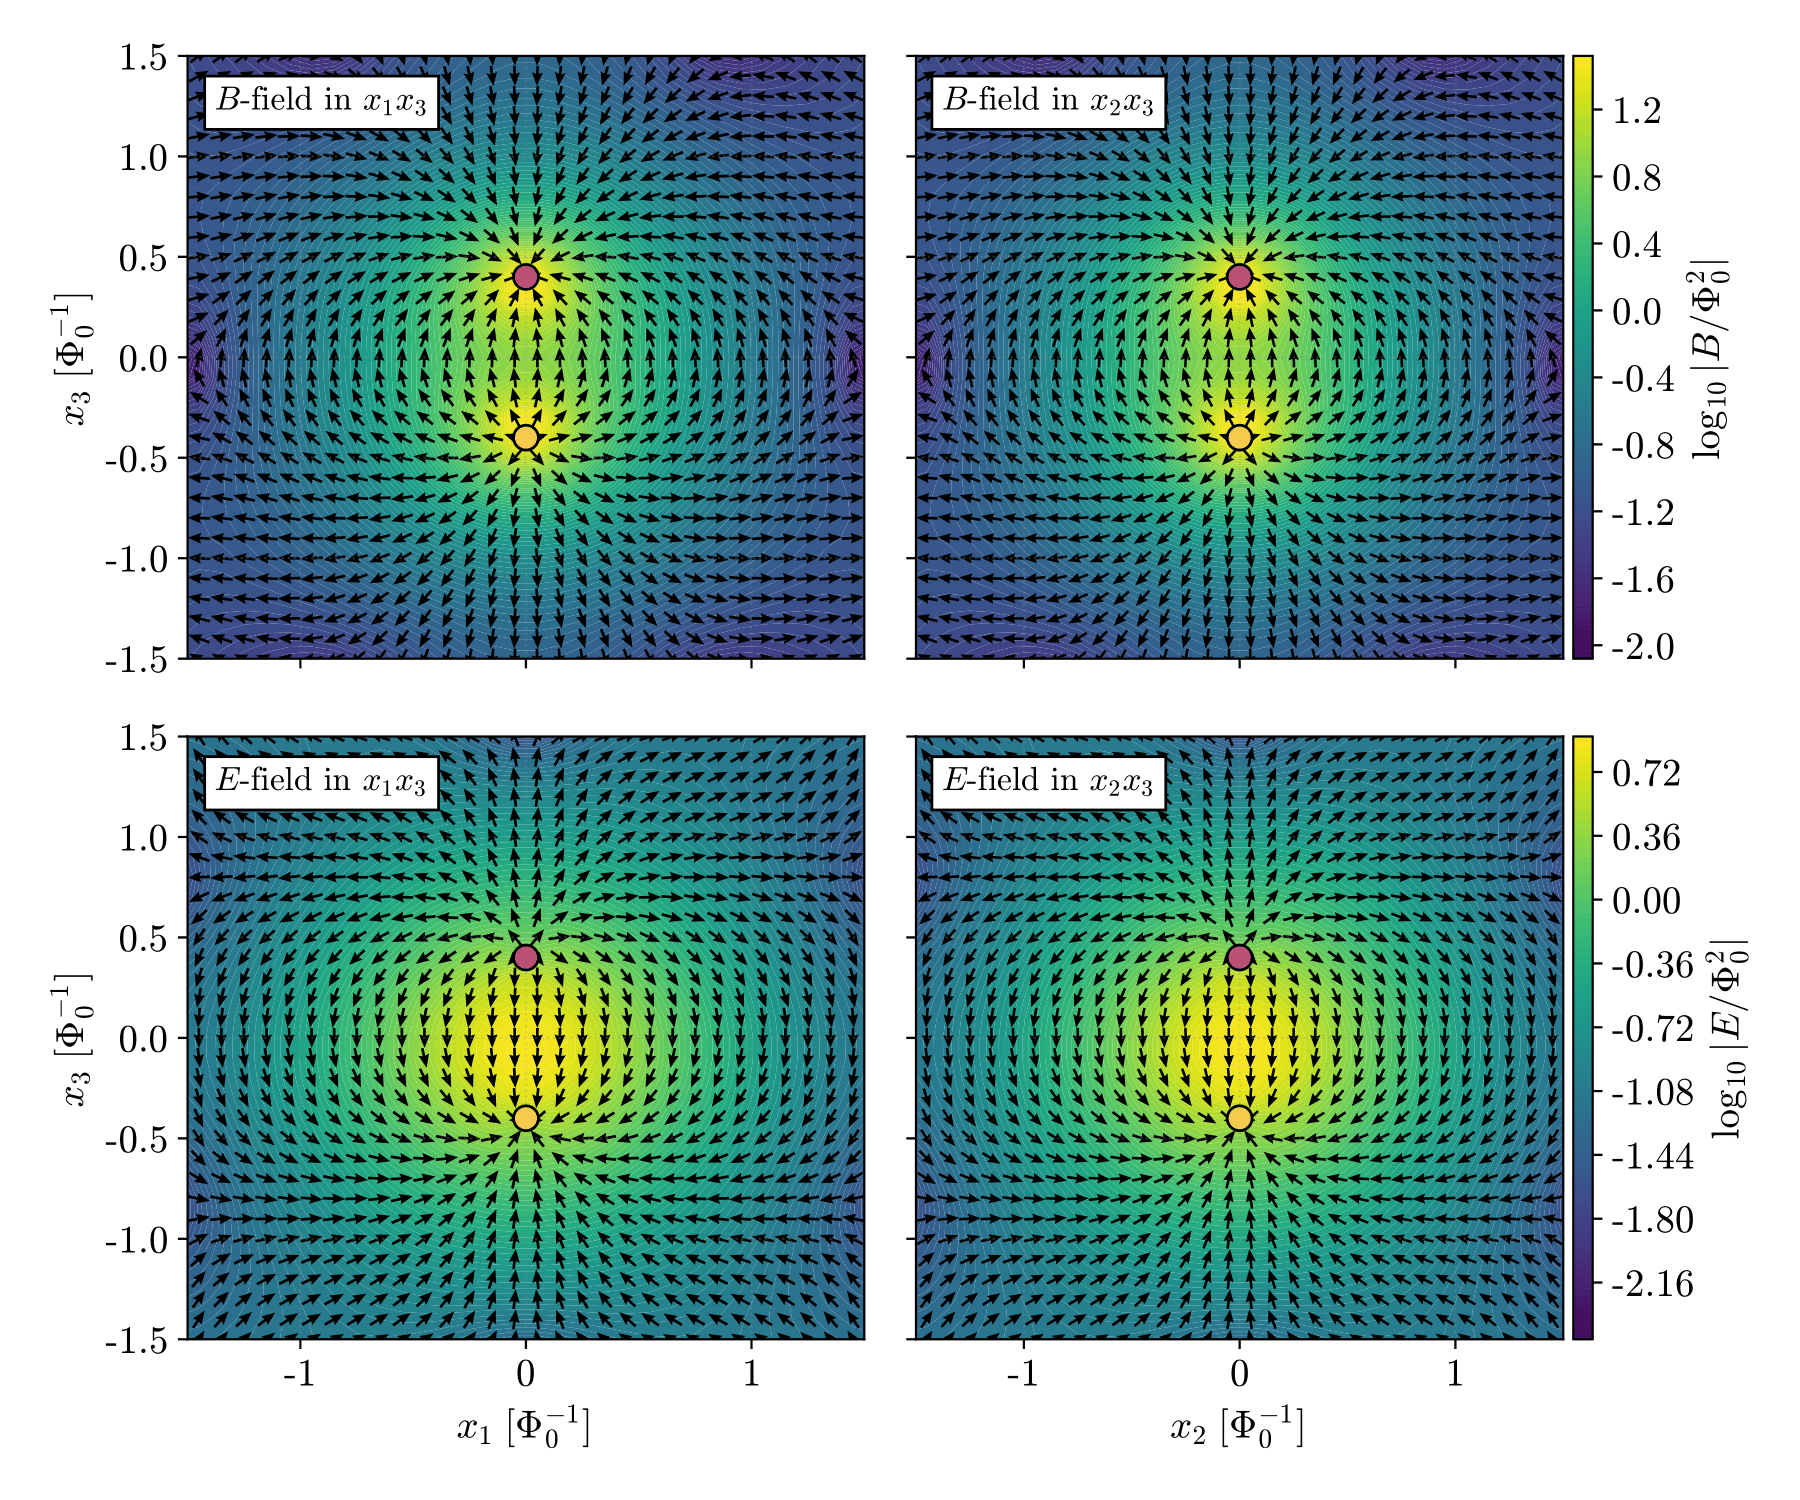 1.5
1.0
0.5
0.0
-0.5
-1.0
-1.5
x₃ [Φ₀⁻¹]
B-field in x₁x₃
B-field in x₂x₃
1.2
0.8
0.4
0.0
-0.4
-0.8
-1.2
-1.6
-2.0
log₁₀ |B/Φ₀²|
1.5
1.0
0.5
0.0
-0.5
-1.0
-1.5
x₃ [Φ₀⁻¹]
E-field in x₁x₃
E-field in x₂x₃
0.72
0.36
0.00
-0.36
-0.72
-1.08
-1.44
-1.80
-2.16
log₁₀ |E/Φ₀²|
-1 0 1
-1 0 1
x₁ [Φ₀⁻¹]
x₂ [Φ₀⁻¹]